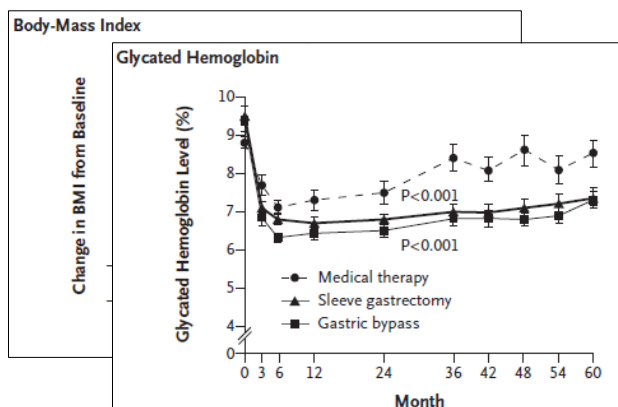 Body-Mass Index
Change in BMI from Baseline
Glycated Hemoglobin
Glycated Hemoglobin Level (%)
10
9
8
7
6
5
4
0
P<0.001
P<0.001
Medical therapy
Sleeve gastrectomy
Gastric bypass
0 3 6 12 24 36 42 48 54 60
Month